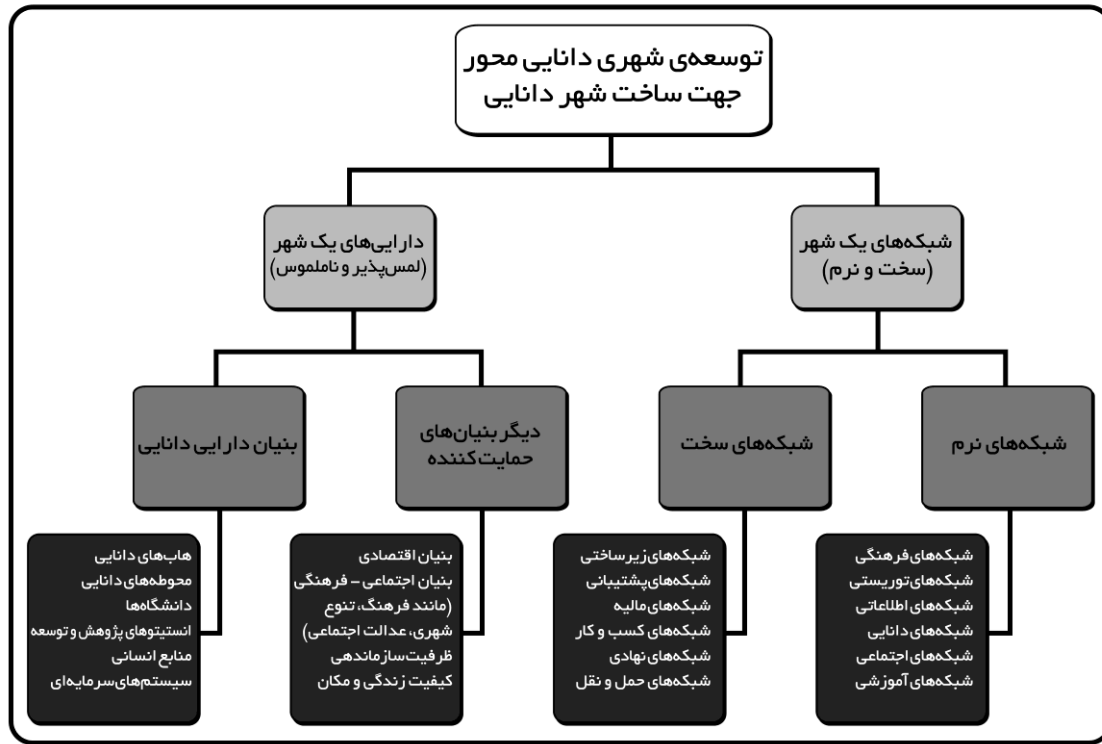 توسعه‌ی شهری دانایی محور
جهت ساخت شهر دانایی
شبکه‌های یک شهر
(سخت و نرم)
دارایی‌های یک شهر
(لمس‌پذیر و ناملموس)
شبکه‌های نرم
شبکه‌های سخت
دیگر بنیان‌های
حمایت‌کننده
بنیان دارایی دانایی
شبکه‌های فرهنگی
شبکه‌های توریستی
شبکه‌های اطلاعاتی
شبکه‌های دانایی
شبکه‌های اجتماعی
شبکه‌های آموزشی
شبکه‌های زیرساختی
شبکه‌های پشتیبانی
شبکه‌های مالیه
شبکه‌های کسب و کار
شبکه‌های نهادی
شبکه‌های حمل و نقل
بنیان اقتصادی
بنیان اجتماعی - فرهنگی
(مانند فرهنگ، تنوع
شهری، عدالت اجتماعی)
ظرفیت سازماندهی
کیفیت زندگی و مکان
هاب‌های دانایی
محوطه‌های دانایی
دانشگاه‌ها
انستیتوهای پژوهش و توسعه
منابع انسانی
سیستم‌های سرمایه‌ای